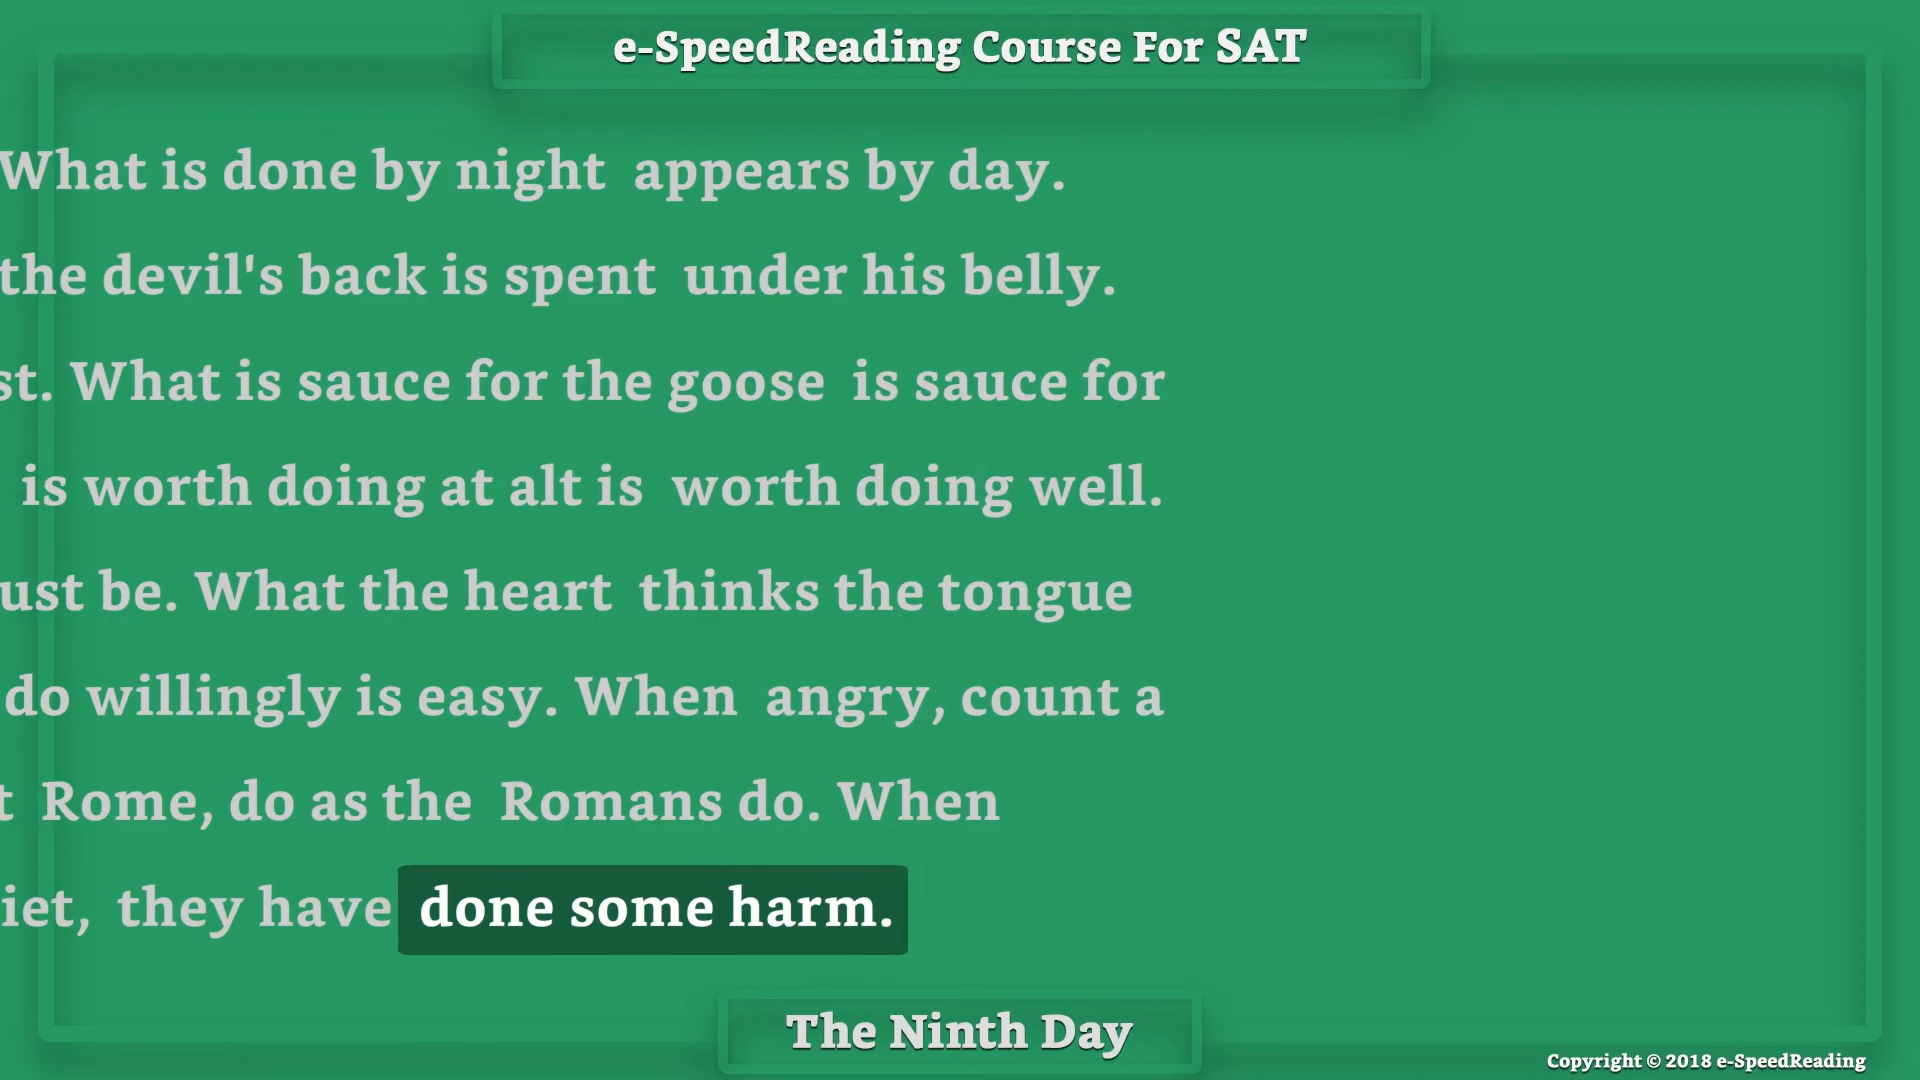 e-SpeedReading Course For SAT
What is done by night appears by day.
the devil's back is spent under his belly.
st. What is sauce for the goose is sauce for
is worth doing at alt is worth doing well.
ust be. What the heart thinks the tongue
do willingly is easy. When angry, count a
t Rome, do as the Romans do. When
iet, they have done some harm.
The Ninth Day
Copyright © 2018 e-SpeedReading